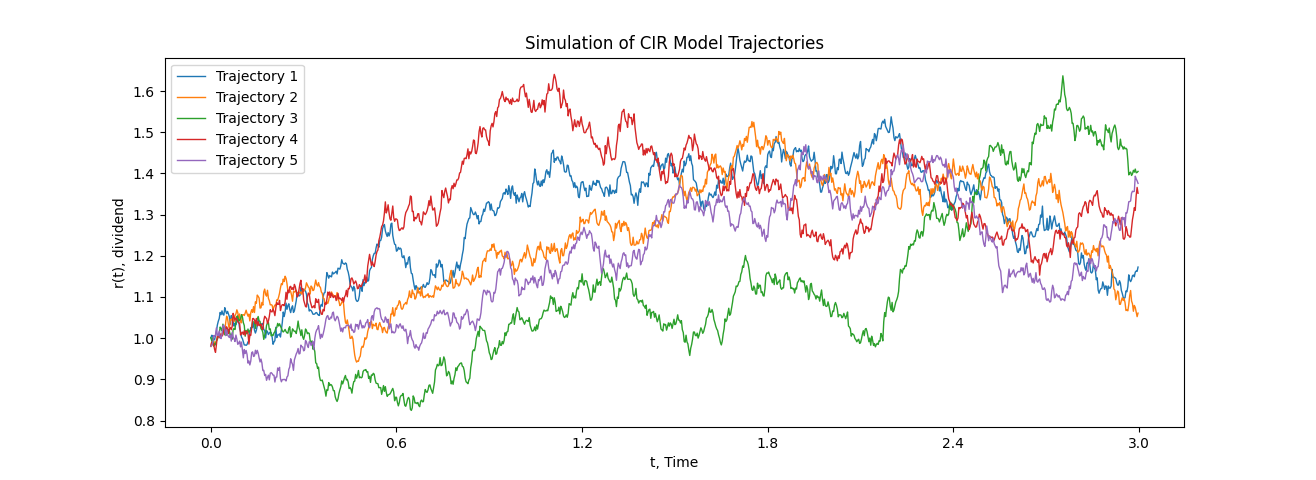 Simulation of CIR Model Trajectories
Trajectory 1
Trajectory 2
Trajectory 3
Trajectory 4
Trajectory 5
r(t), dividend
1.6
1.5
1.4
1.3
1.2
1.1
1.0
0.9
0.8
0.0 0.6 1.2 1.8 2.4 3.0
t, Time